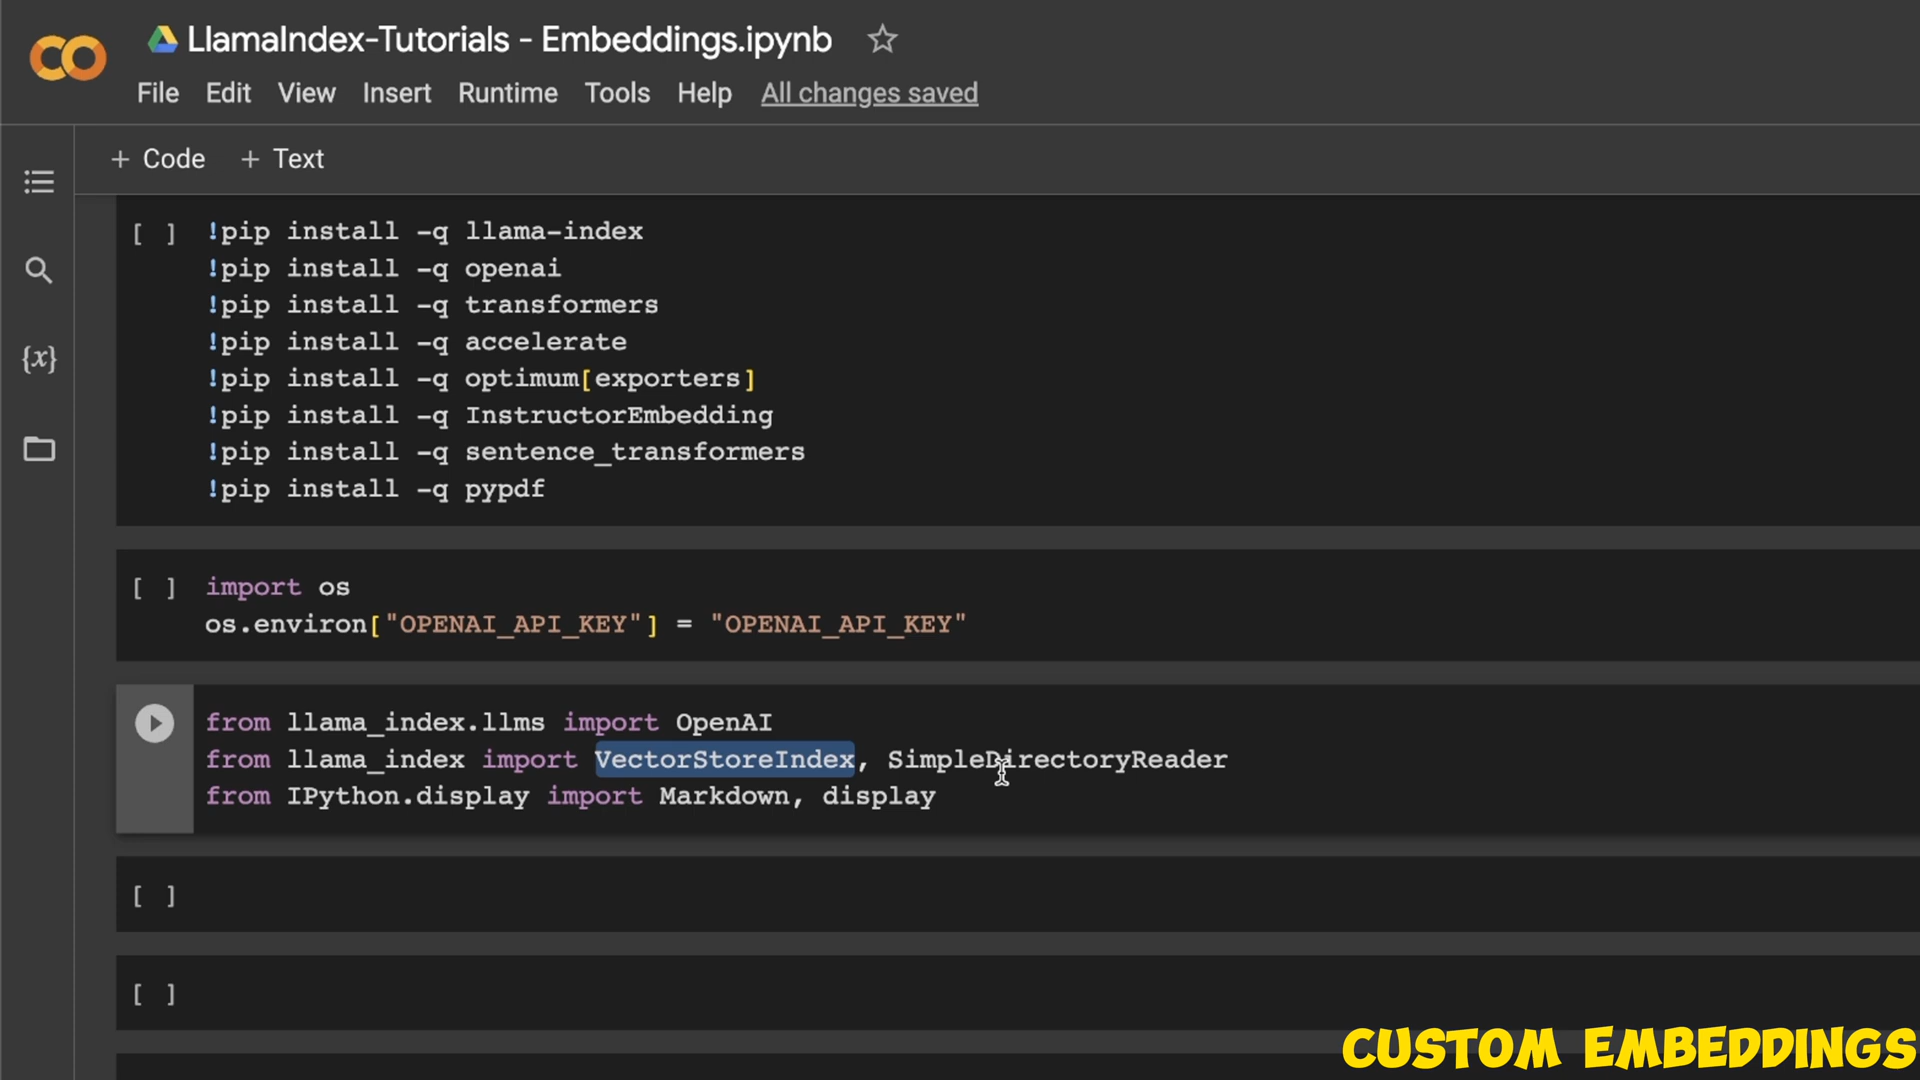 LlamaIndex-Tutorials - Embeddings.ipynb
File Edit View Insert Runtime Tools Help All changes saved
+ Code + Text
[ ] !pip install -q llama-index
!pip install -q openai
!pip install -q transformers
!pip install -q accelerate
!pip install -q optimum[exporters]
!pip install -q InstructorEmbedding
!pip install -q sentence_transformers
!pip install -q pypdf
{x}
[ ] import os
os.environ["OPENAI_API_KEY"] = "OPENAI_API_KEY"
from llama_index.llms import OpenAI
from llama_index import VectorStoreIndex, SimpleDirectoryReader
from IPython.display import Markdown, display
[ ]
[ ]
CUSTOM EMBEDDINGS